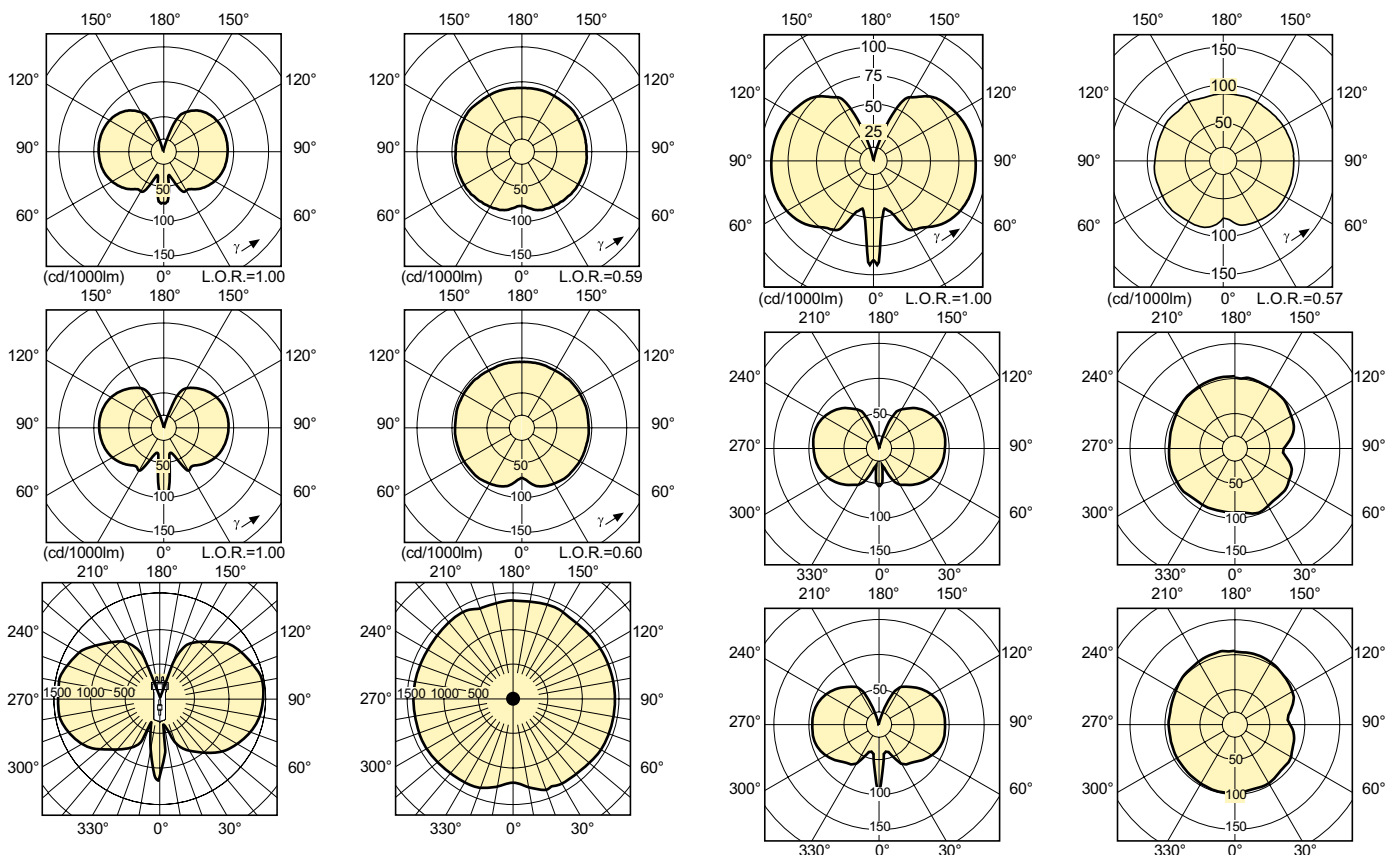 150° 180° 150°
120° 120°
90° 90°
60° 60°
50
100
150
γ
(cd/1000lm) 0° L.O.R.=1.00
150° 180° 150°
120° 120°
90° 90°
60° 60°
50
100
150
γ
(cd/1000lm) 0° L.O.R.=0.59
150° 180° 150°
100
75
50
25
120° 120°
90° 90°
60° 60°
γ
(cd/1000lm) 0° L.O.R.=1.00
150° 180° 150°
150
100
50
120° 120°
90° 90°
60° 60°
100
150
γ
(cd/1000lm) 0° L.O.R.=0.57
150° 180° 150°
120° 120°
90° 90°
60° 60°
50
100
150
γ
(cd/1000lm) 0° L.O.R.=1.00
150° 180° 150°
120° 120°
90° 90°
60° 60°
50
100
150
γ
(cd/1000lm) 0° L.O.R.=0.60
210° 180° 150°
240° 120°
50
270° 90°
300° 60°
100
150
330° 0° 30°
210° 180° 150°
240° 120°
270° 90°
50
300° 60°
100
150
330° 0° 30°
210° 180° 150°
240° 120°
270° 1500 1000 500 90°
300° 60°
330° 0° 30°
210° 180° 150°
240° 120°
270° 1500 1000 500 90°
300° 60°
330° 0° 30°
210° 180° 150°
240° 120°
50
270° 90°
300° 60°
100
150
330° 0° 30°
210° 180° 150°
240° 120°
270° 90°
50
300° 60°
100
150
330° 0° 30°